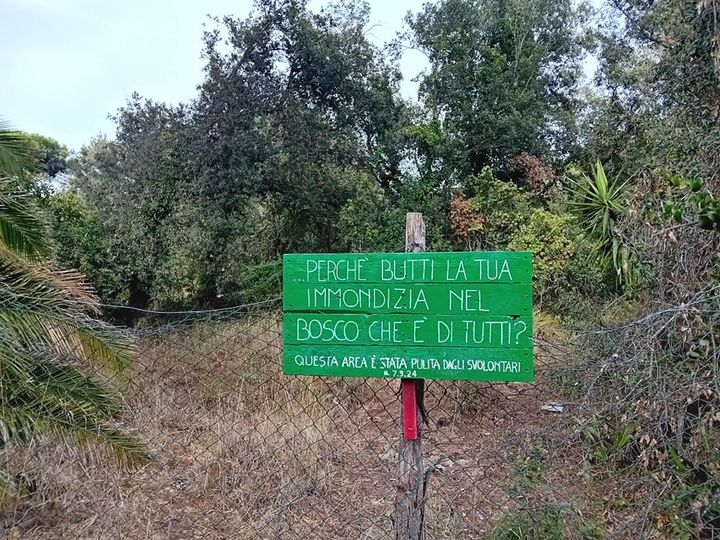 ...PERCHÈ BUTTI LA TUA
IMMONDIZIA NEL
BOSCO CHE È DI TUTTI?
QUESTA AREA È STATA PULITA DAGLI SVOLONTARI
IL 7.9.24